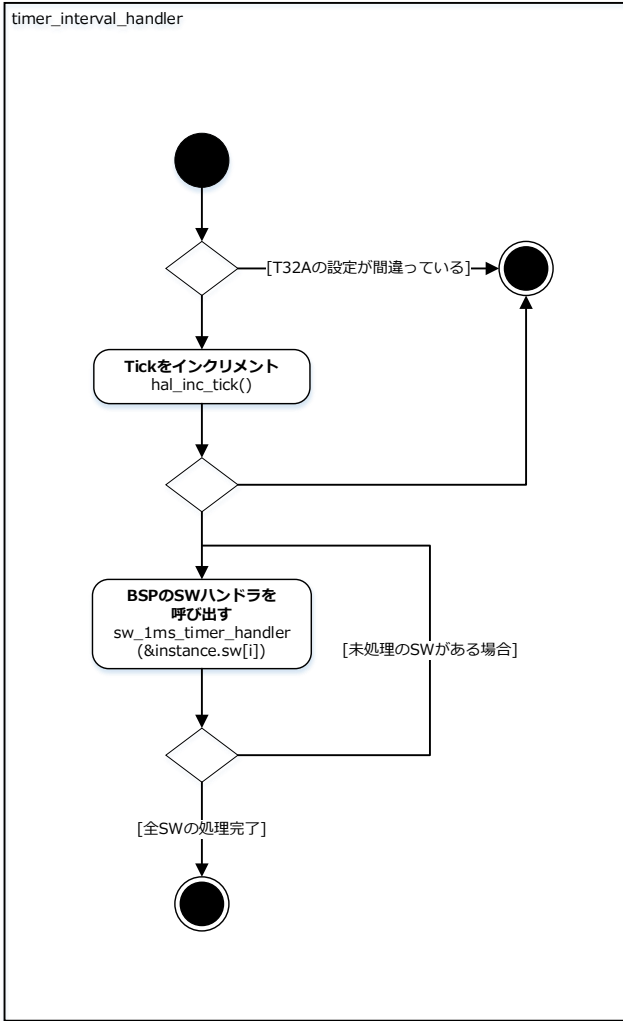 timer_interval_handler
[T32Aの設定が間違っている]
Tickをインクリメント
hal_inc_tick()
BSPのSWハンドラを
呼び出す
sw_1ms_timer_handler
(&instance.sw[i])
[未処理のSWがある場合]
[全SWの処理完了]